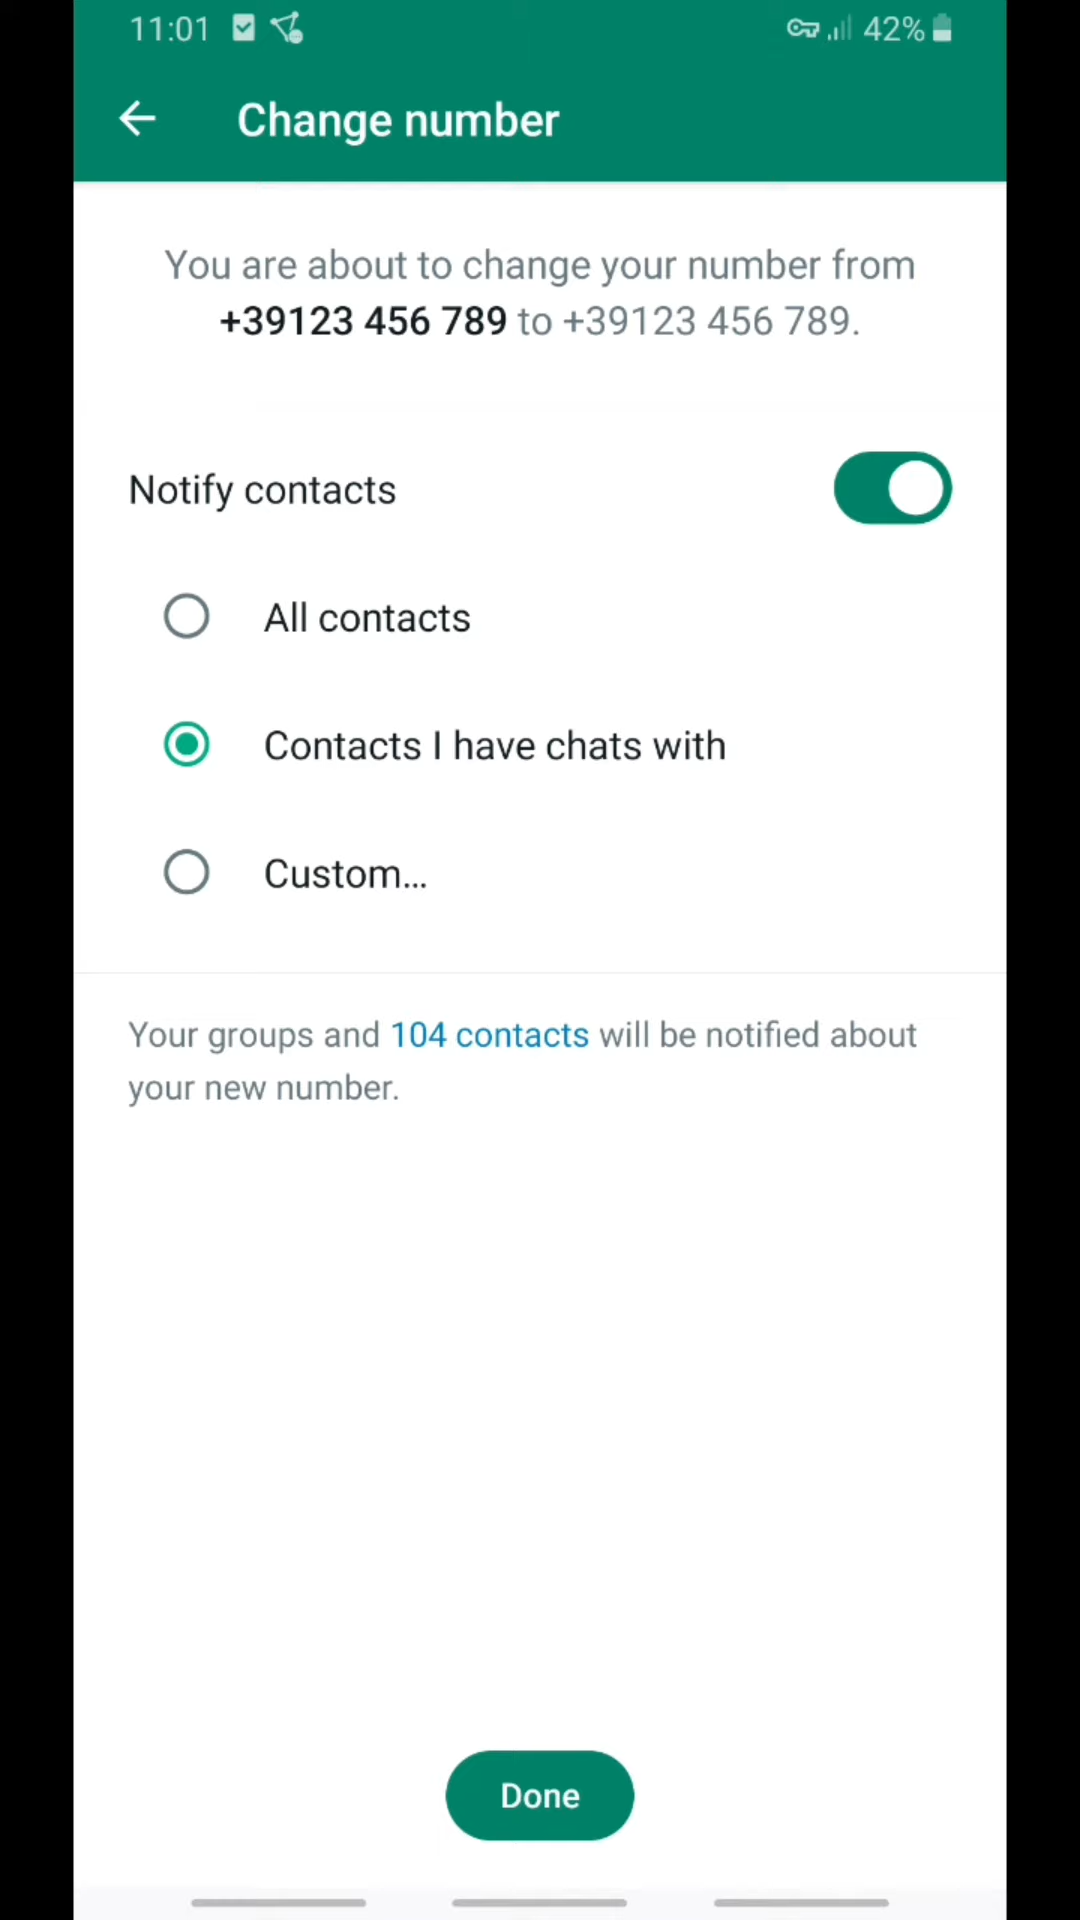 11:01
42%
Change number
You are about to change your number from
+39123 456 789 to +39123 456 789.
Notify contacts
All contacts
Contacts I have chats with
Custom...
Your groups and 104 contacts will be notified about
your new number.
Done